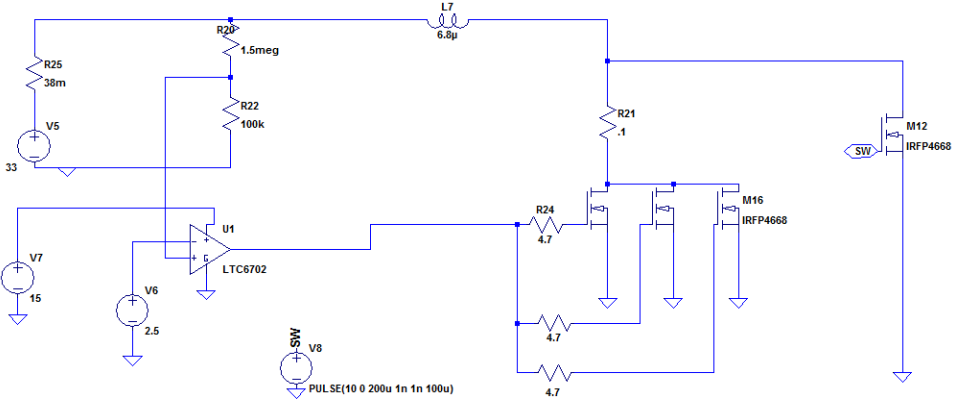 L7
6.8µ
R20
1.5meg
R25
38m
R22
100k
V5
33
R21
.1
M12
IRFP4668
SW
R24
4.7
M16
IRFP4668
U1
LTC6702
V7
15
V6
2.5
4.7
SW
V8
PULSE(10 0 200u 1n 1n 100u)
4.7